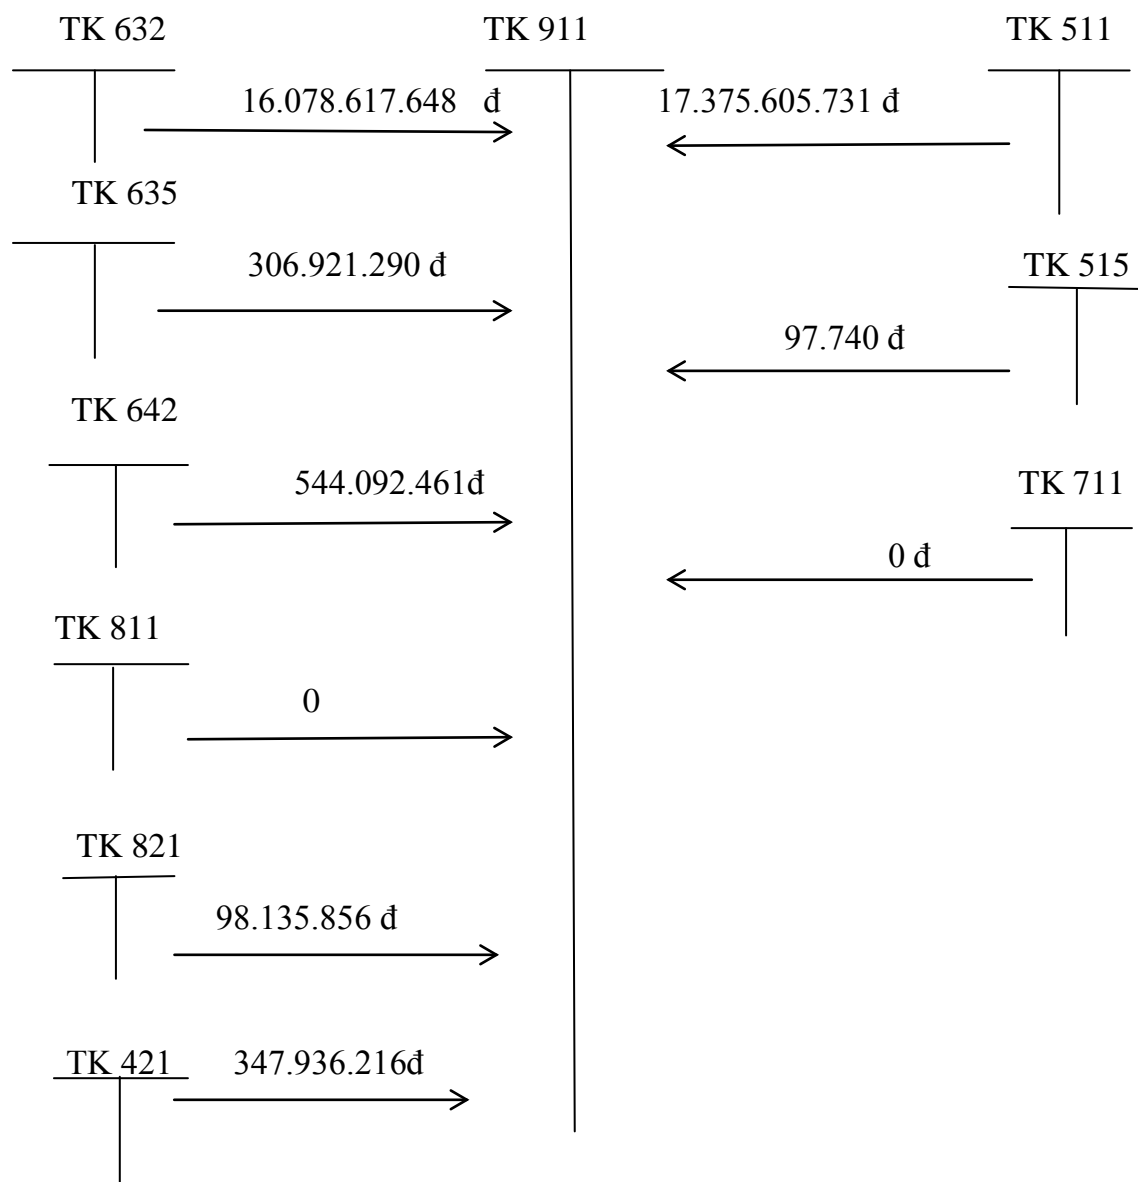 TK 632 TK 911 TK 511
16.078.617.648 đ 17.375.605.731 đ
TK 635
306.921.290 đ TK 515
97.740 đ
TK 642
544.092.461đ TK 711
0 đ
TK 811
0
TK 821
98.135.856 đ
TK 421 347.936.216đ